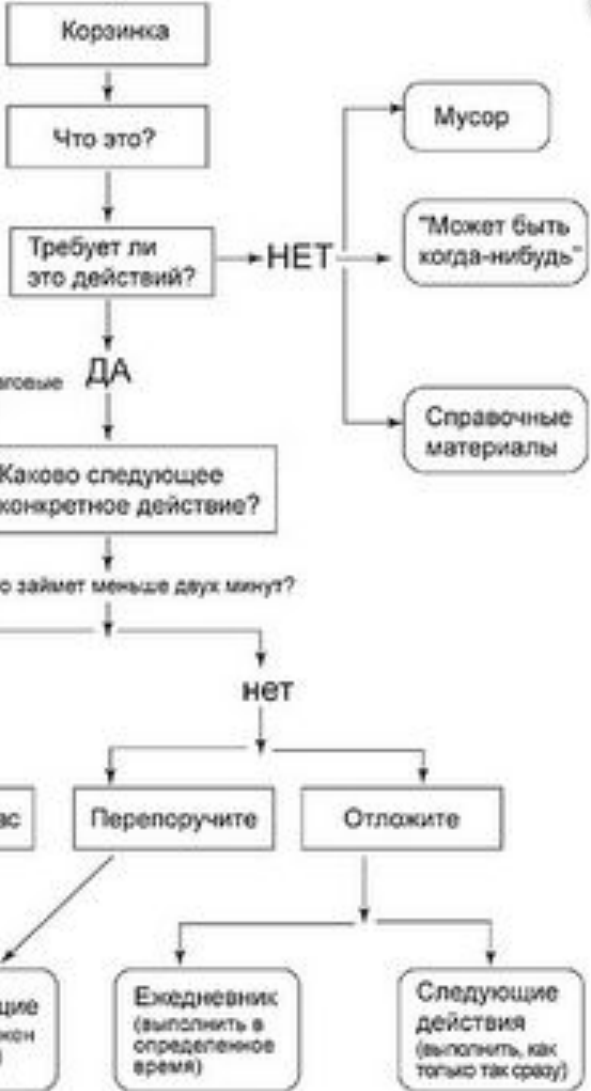 Корзинка
Что это?
Мусор
Требует ли
это действий?
НЕТ
"Может быть
когда-нибудь"
ДА
Справочные
материалы
Каково следующее
конкретное действие?
займет меньше двух минут?
нет
Перепоручите
Отложите
Ежедневник
(выполнить в
определенное
время)
Следующие
действия
(выполнить, как
только так сразу)